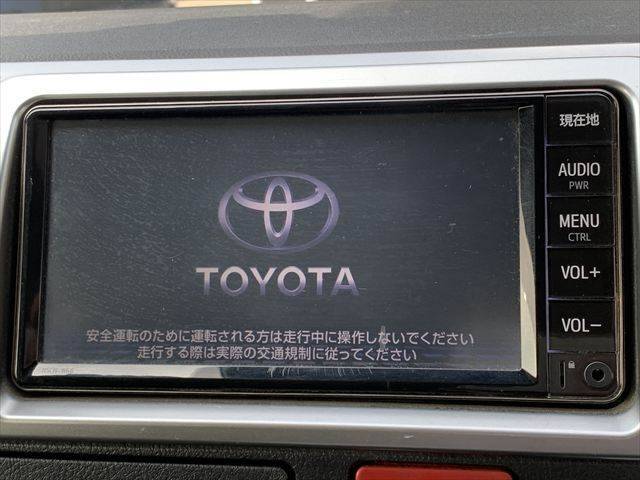 現在地
AUDIO
PWR
MENU
CTRL
VOL+
VOL−
TOYOTA
安全運転のために運転される方は走行中に操作しないでください
走行する際は実際の交通規制に従ってください
NSCN-W68